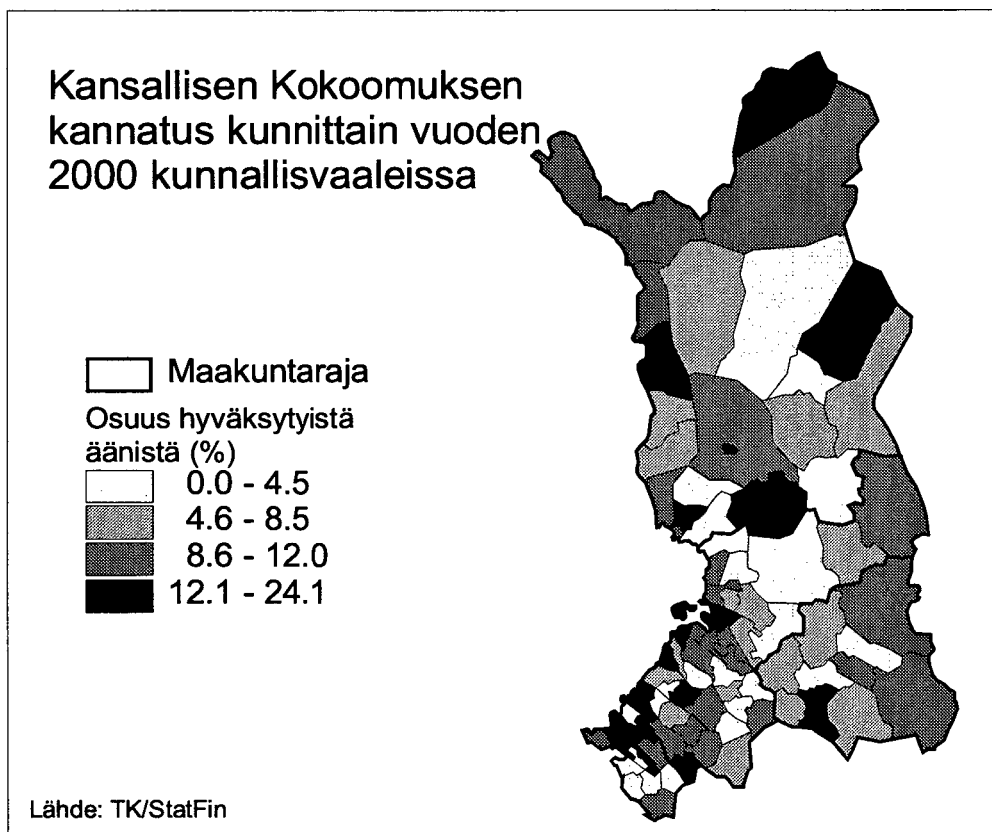 Kansallisen Kokoomuksen
kannatus kunnittain vuoden
2000 kunnallisvaaleissa
Maakuntaraja
Osuus hyväksytyistä
äänistä (%)
0.0 - 4.5
4.6 - 8.5
8.6 - 12.0
12.1 - 24.1
Lähde: TK/StatFin